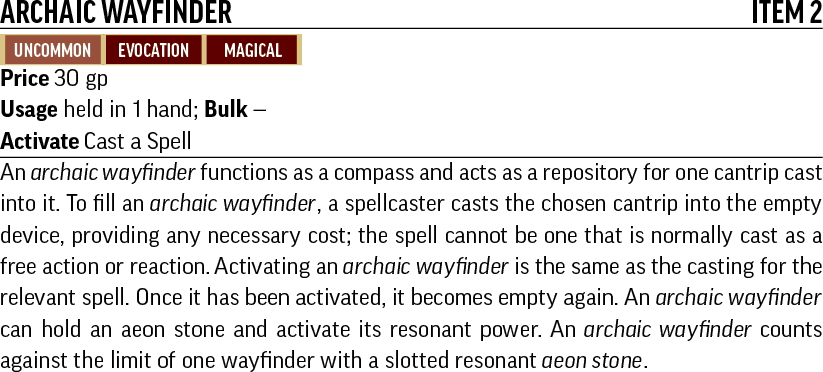 ARCHAIC WAYFINDER ITEM 2
UNCOMMON EVOCATION MAGICAL
Price 30 gp
Usage held in 1 hand; Bulk —
Activate Cast a Spell
An archaic wayfinder functions as a compass and acts as a repository for one cantrip cast
into it. To fill an archaic wayfinder, a spellcaster casts the chosen cantrip into the empty
device, providing any necessary cost; the spell cannot be one that is normally cast as a
free action or reaction. Activating an archaic wayfinder is the same as the casting for the
relevant spell. Once it has been activated, it becomes empty again. An archaic wayfinder
can hold an aeon stone and activate its resonant power. An archaic wayfinder counts
against the limit of one wayfinder with a slotted resonant aeon stone.